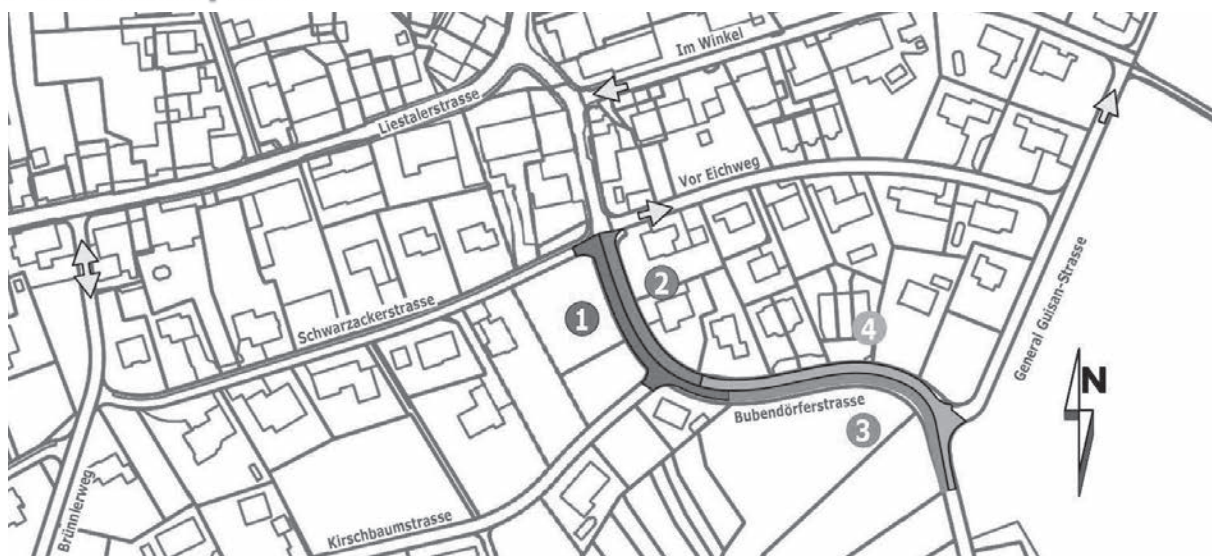 Im Winkel
Liestalerstrasse
Vor Eichweg
General Guisan-Strasse
Schwarzackerstrasse
1
2
4
N
Bubendörferstrasse
3
Brünnlerweg
Kirschbaumstrasse